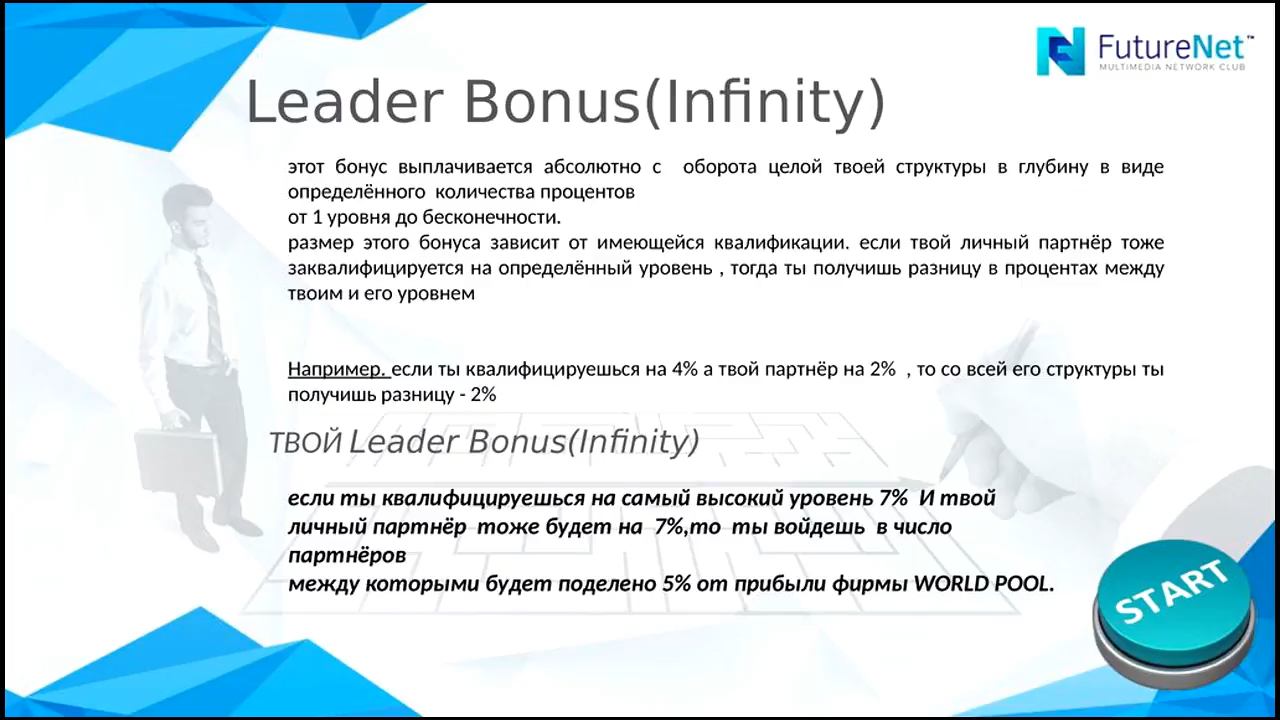 FutureNet™
MULTIMEDIA NETWORK CLUB
Leader Bonus(Infinity)
этот бонус выплачивается абсолютно с оборота целой твоей структуры в глубину в виде
определённого количества процентов
от 1 уровня до бесконечности.
размер этого бонуса зависит от имеющейся квалификации. если твой личный партнёр тоже
заквалифицируется на определённый уровень , тогда ты получишь разницу в процентах между
твоим и его уровнем
Например. если ты квалифицируешься на 4% а твой партнёр на 2% , то со всей его структуры ты
получишь разницу - 2%
ТВОЙ Leader Bonus(Infinity)
если ты квалифицируешься на самый высокий уровень 7% И твой
личный партнёр тоже будет на 7%,то ты войдешь в число
партнёров
между которыми будет поделено 5% от прибыли фирмы WORLD POOL.
START